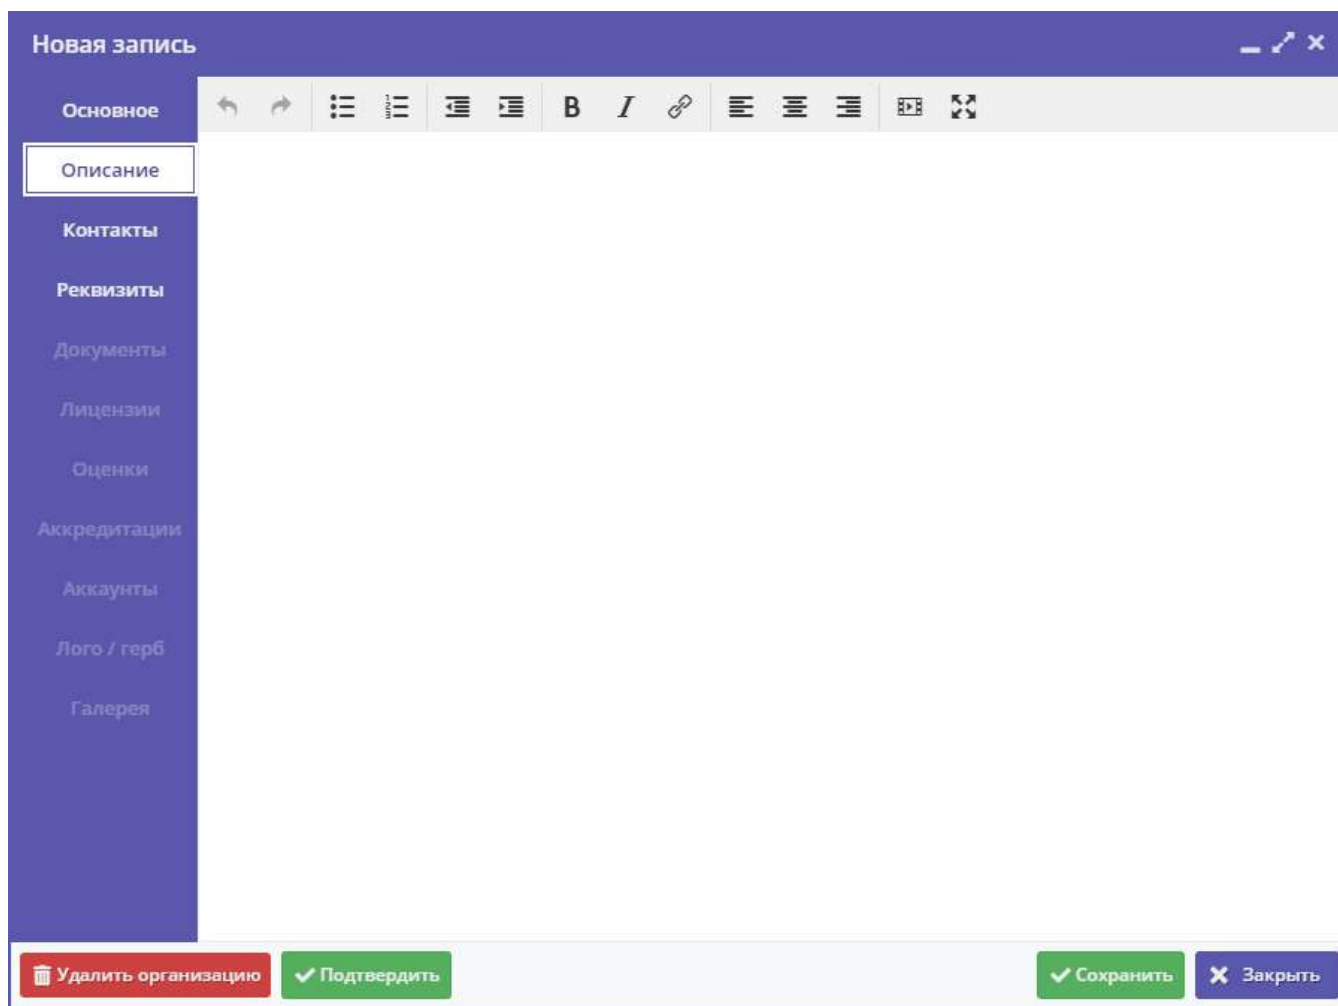 Новая запись
Основное
Описание
Контакты
Реквизиты
Документы
Лицензии
Оценки
Аккредитации
Аккаунты
Лого / герб
Галерея
Удалить организацию
Подтвердить
Сохранить
Закрыть